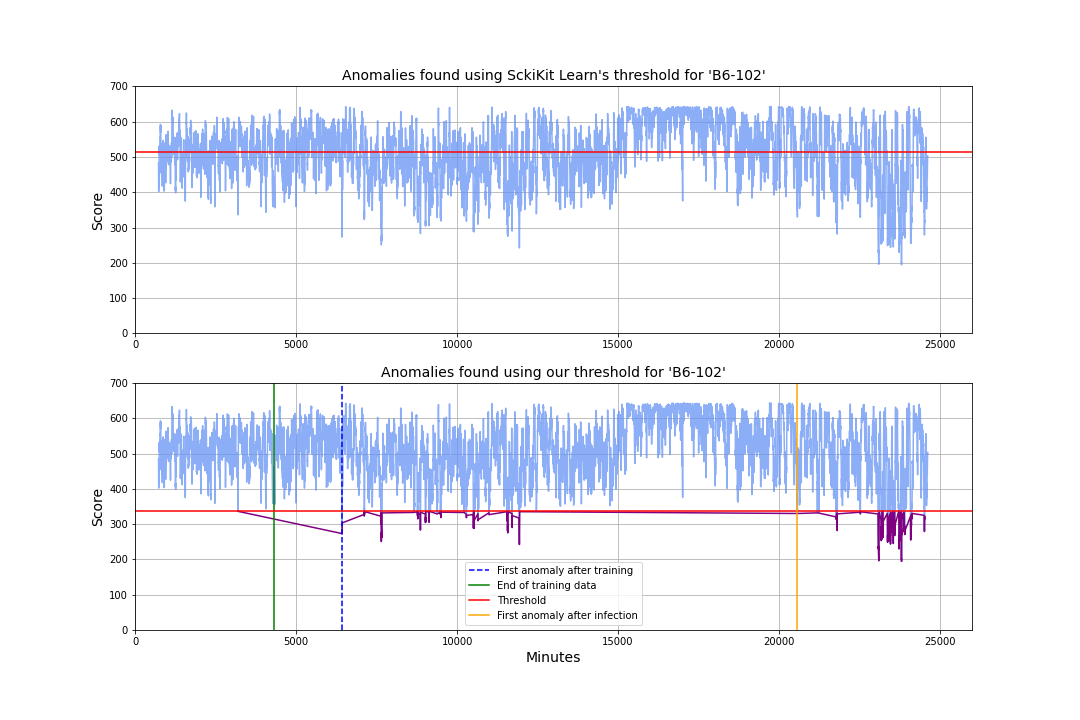 Anomalies found using SckiKit Learn's threshold for 'B6-102'
700
600
500
400
300
200
100
0
Score
0 5000 10000 15000 20000 25000
Anomalies found using our threshold for 'B6-102'
700
600
500
400
300
200
100
0
Score
First anomaly after training
End of training data
Threshold
First anomaly after infection
0 5000 10000 15000 20000 25000
Minutes